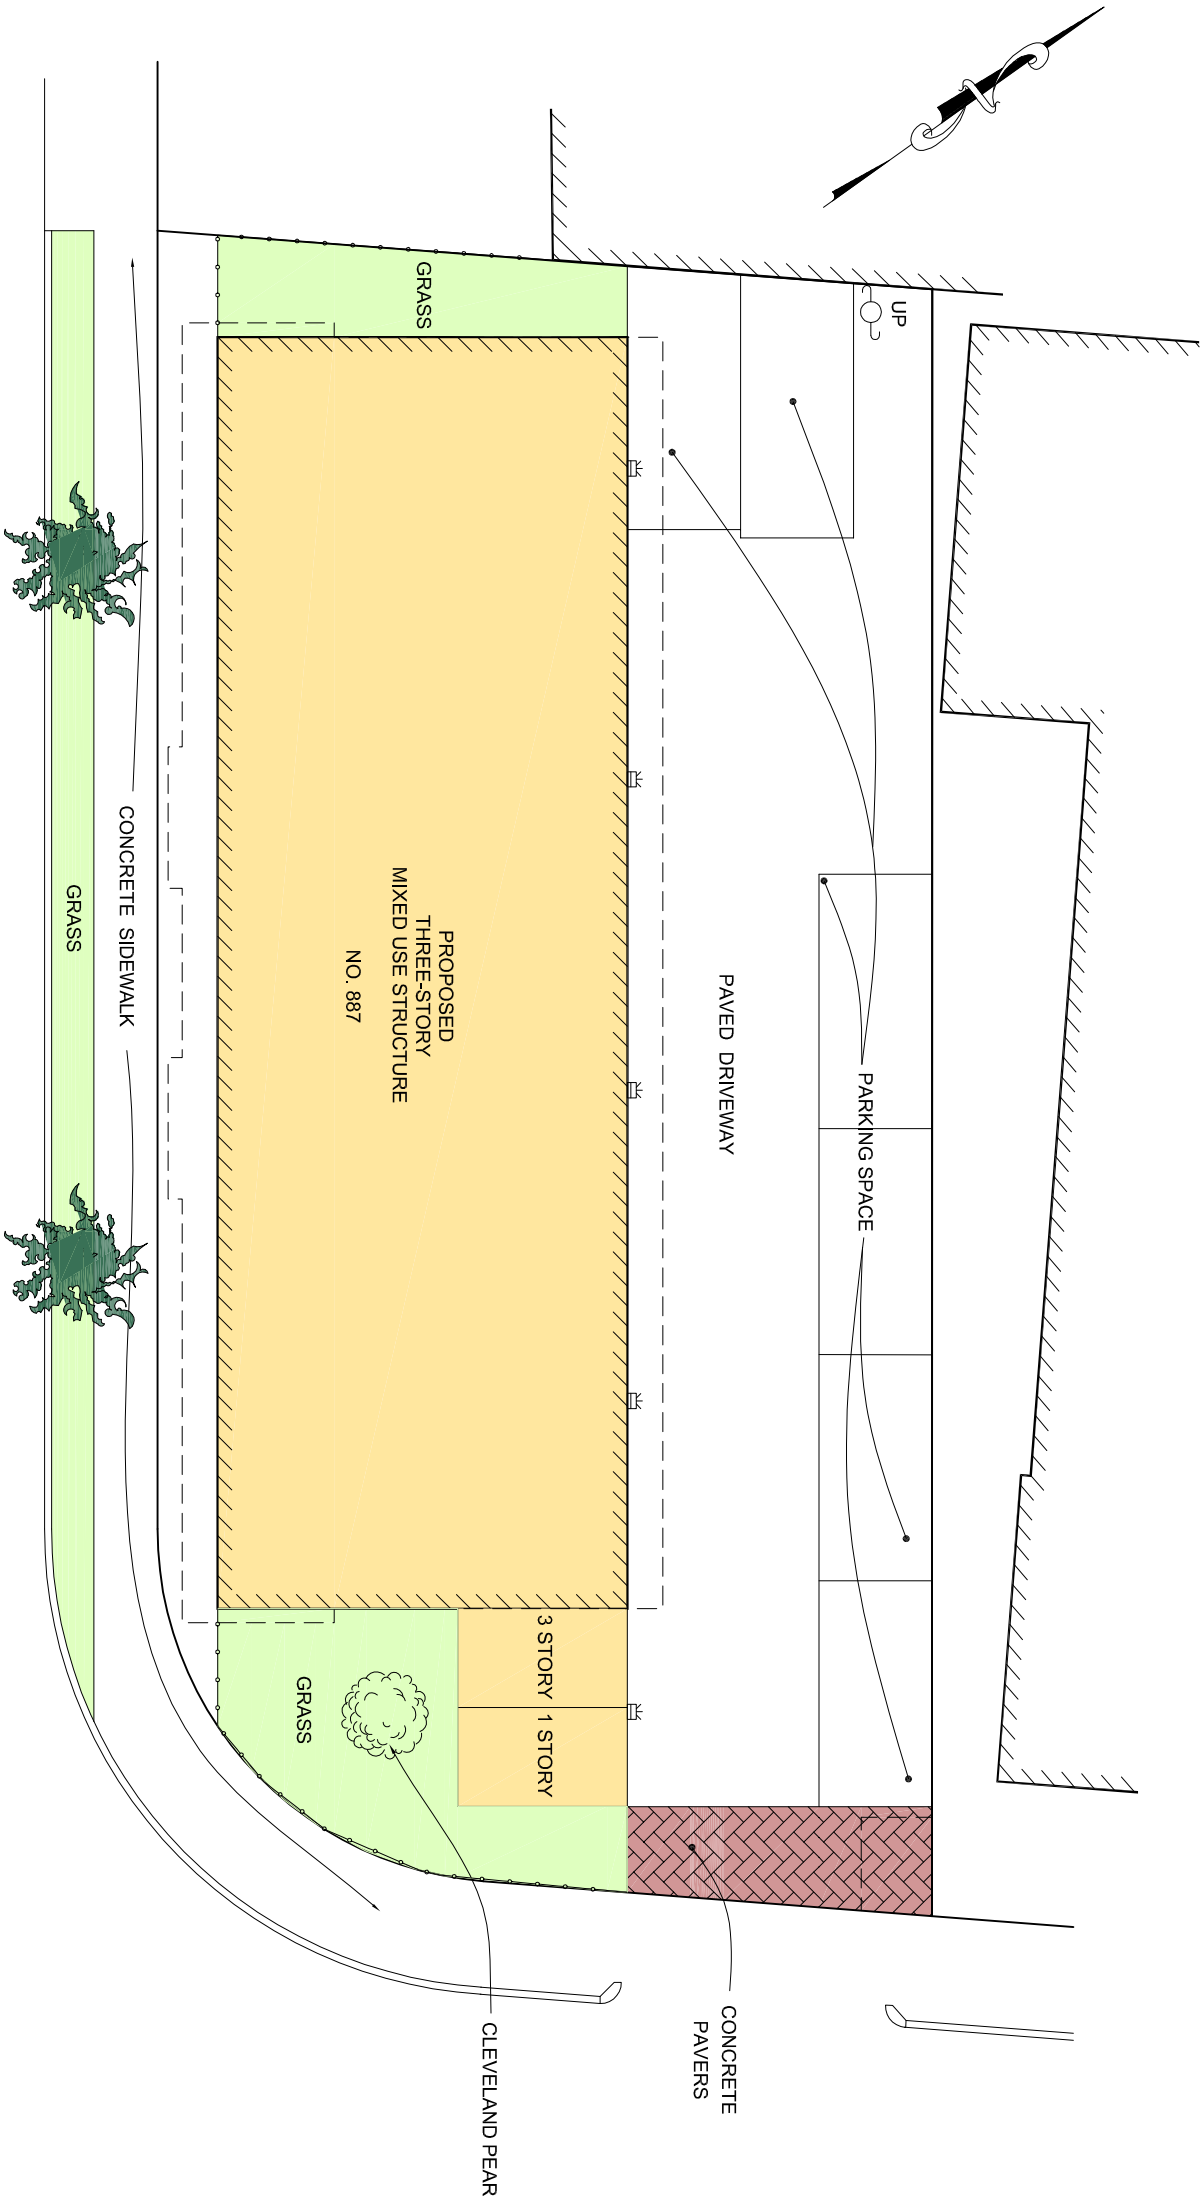 UP
GRASS
PARKING SPACE
PAVED DRIVEWAY
PROPOSED
THREE-STORY
MIXED USE STRUCTURE
NO. 887
CONCRETE SIDEWALK
GRASS
3 STORY
1 STORY
GRASS
CONCRETE
PAVERS
CLEVELAND PEAR
N